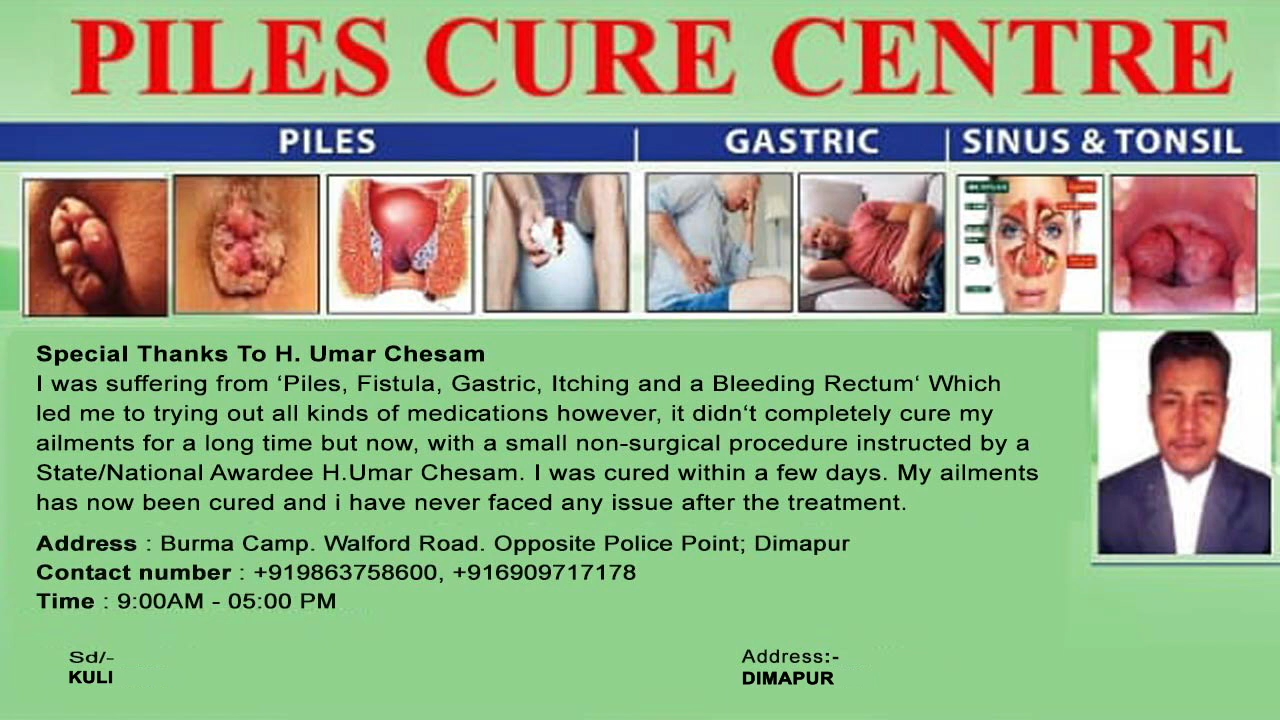 PILES CURE CENTRE
PILES | GASTRIC | SINUS & TONSIL
Special Thanks To H. Umar Chesam
I was suffering from ‘Piles, Fistula, Gastric, Itching and a Bleeding Rectum‘ Which
led me to trying out all kinds of medications however, it didn‘t completely cure my
ailments for a long time but now, with a small non-surgical procedure instructed by a
State/National Awardee H.Umar Chesam. I was cured within a few days. My ailments
has now been cured and i have never faced any issue after the treatment.
Address : Burma Camp. Walford Road. Opposite Police Point; Dimapur
Contact number : +919863758600, +916909717178
Time : 9:00AM - 05:00 PM
Sd/-
KULI
Address:-
DIMAPUR